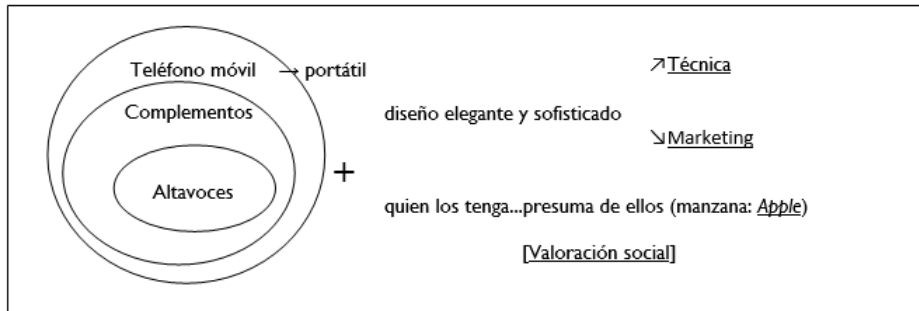 Teléfono móvil → portátil
↗Técnica
Complementos
diseño elegante y sofisticado
↘Marketing
+
Altavoces
quien los tenga...presuma de ellos (manzana: Apple)
[Valoración social]